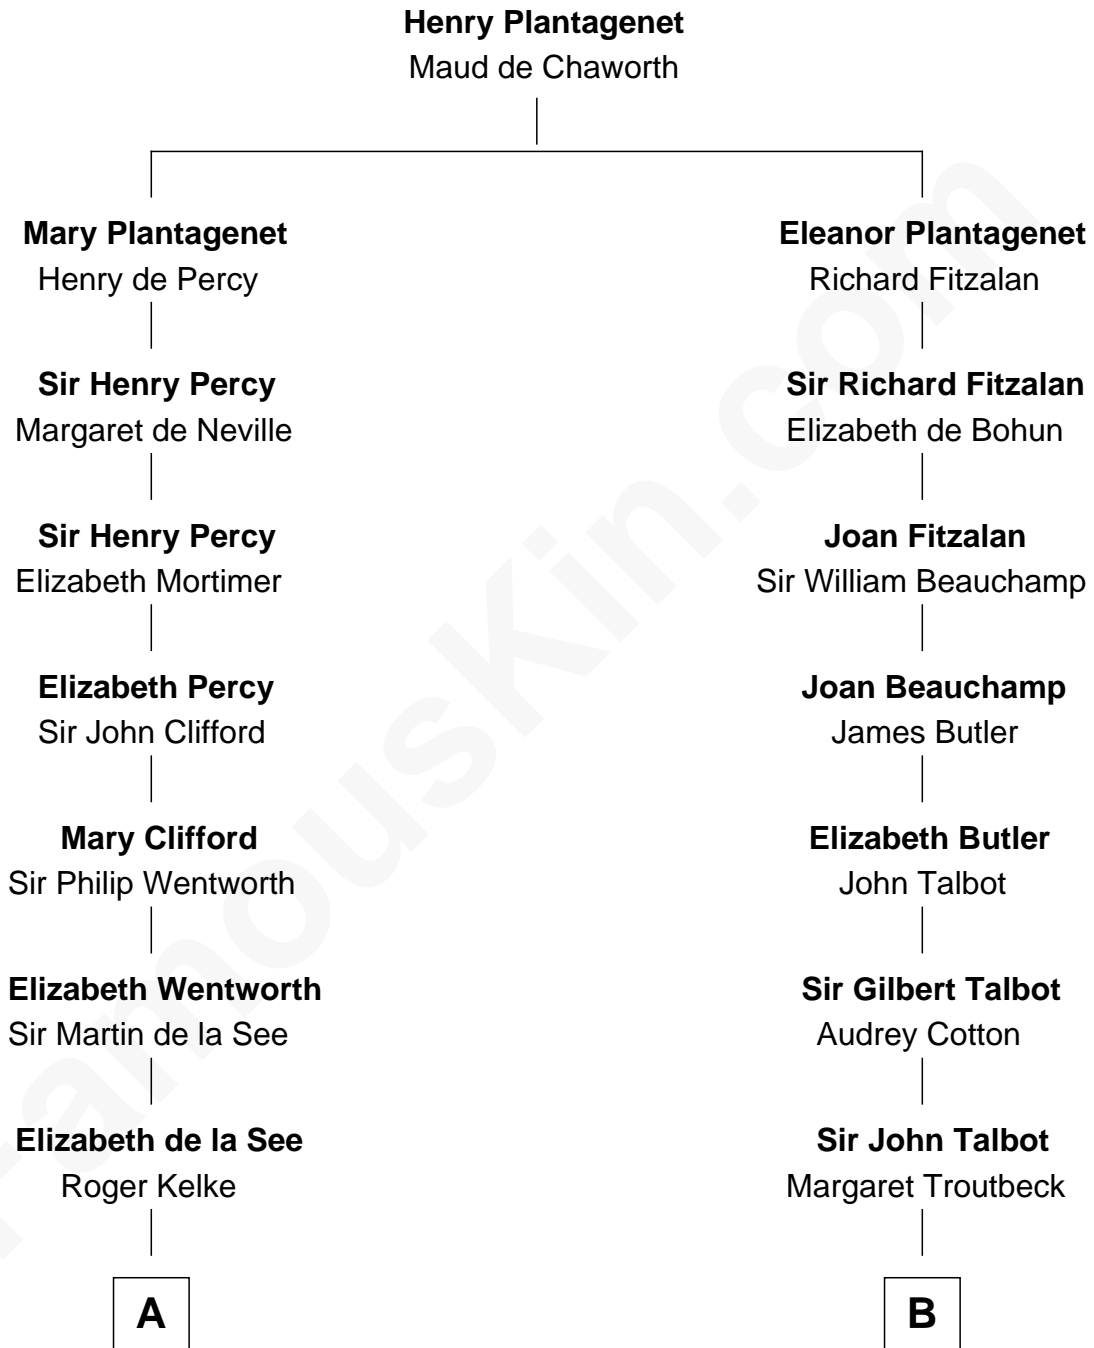 Henry Plantagenet
Maud de Chaworth
Mary Plantagenet
Henry de Percy
Eleanor Plantagenet
Richard Fitzalan
Sir Henry Percy
Margaret de Neville
Sir Richard Fitzalan
Elizabeth de Bohun
Sir Henry Percy
Elizabeth Mortimer
Joan Fitzalan
Sir William Beauchamp
Elizabeth Percy
Sir John Clifford
Joan Beauchamp
James Butler
Mary Clifford
Sir Philip Wentworth
Elizabeth Butler
John Talbot
Elizabeth Wentworth
Sir Martin de la See
Sir Gilbert Talbot
Audrey Cotton
Elizabeth de la See
Roger Kelke
Sir John Talbot
Margaret Troutbeck
A
B
FamousKin.com